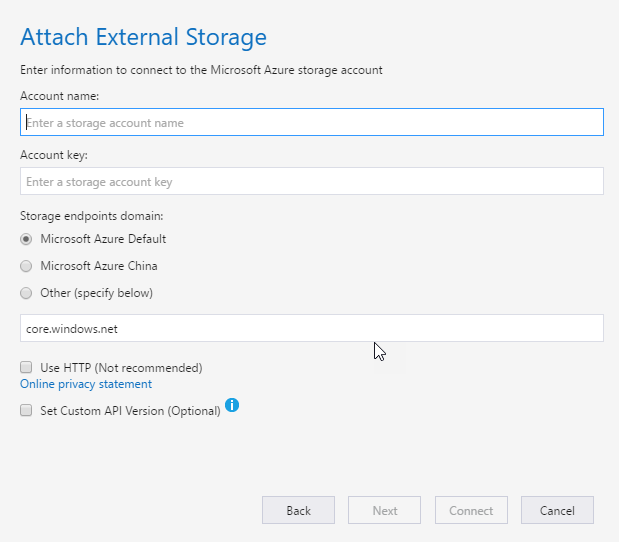 Attach External Storage
Enter information to connect to the Microsoft Azure storage account
Account name:
Enter a storage account name
Account key:
Enter a storage account key
Storage endpoints domain:
Microsoft Azure Default
Microsoft Azure China
Other (specify below)
core.windows.net
Use HTTP (Not recommended)
Online privacy statement
Set Custom API Version (Optional) i
Back Next Connect Cancel